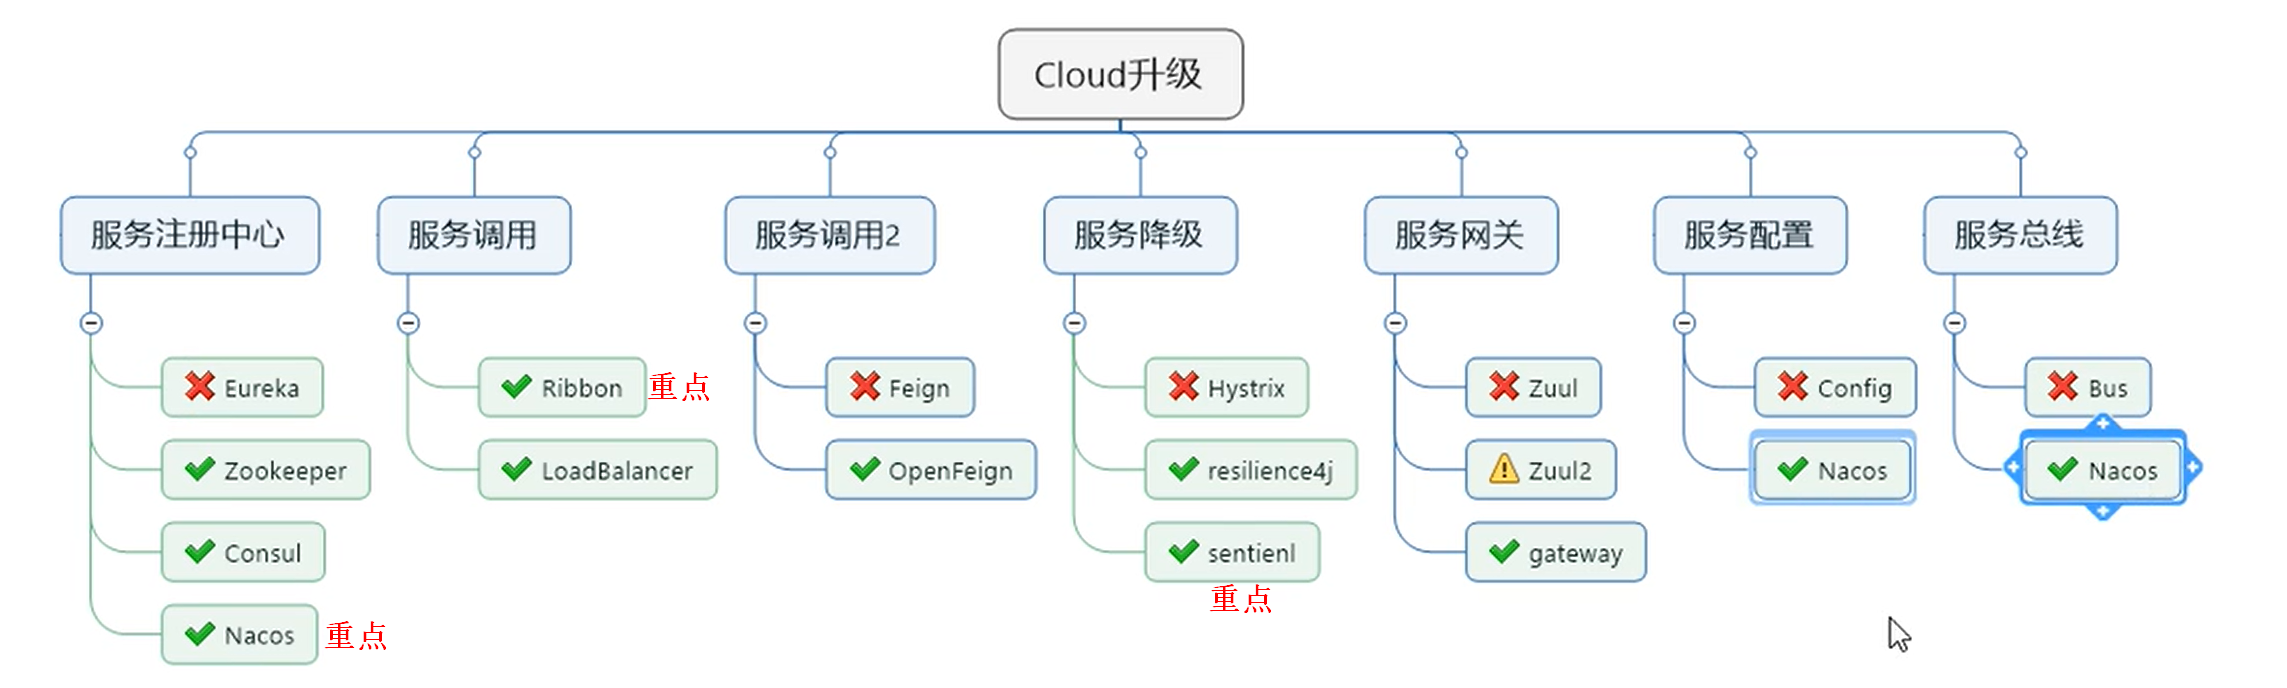 Cloud升级
服务注册中心
Eureka
Zookeeper
Consul
Nacos 重点
服务调用
Ribbon 重点
LoadBalancer
服务调用2
Feign
OpenFeign
服务降级
Hystrix
resilience4j
sentienl
重点
服务网关
Zuul
Zuul2
gateway
服务配置
Config
Nacos
服务总线
Bus
Nacos